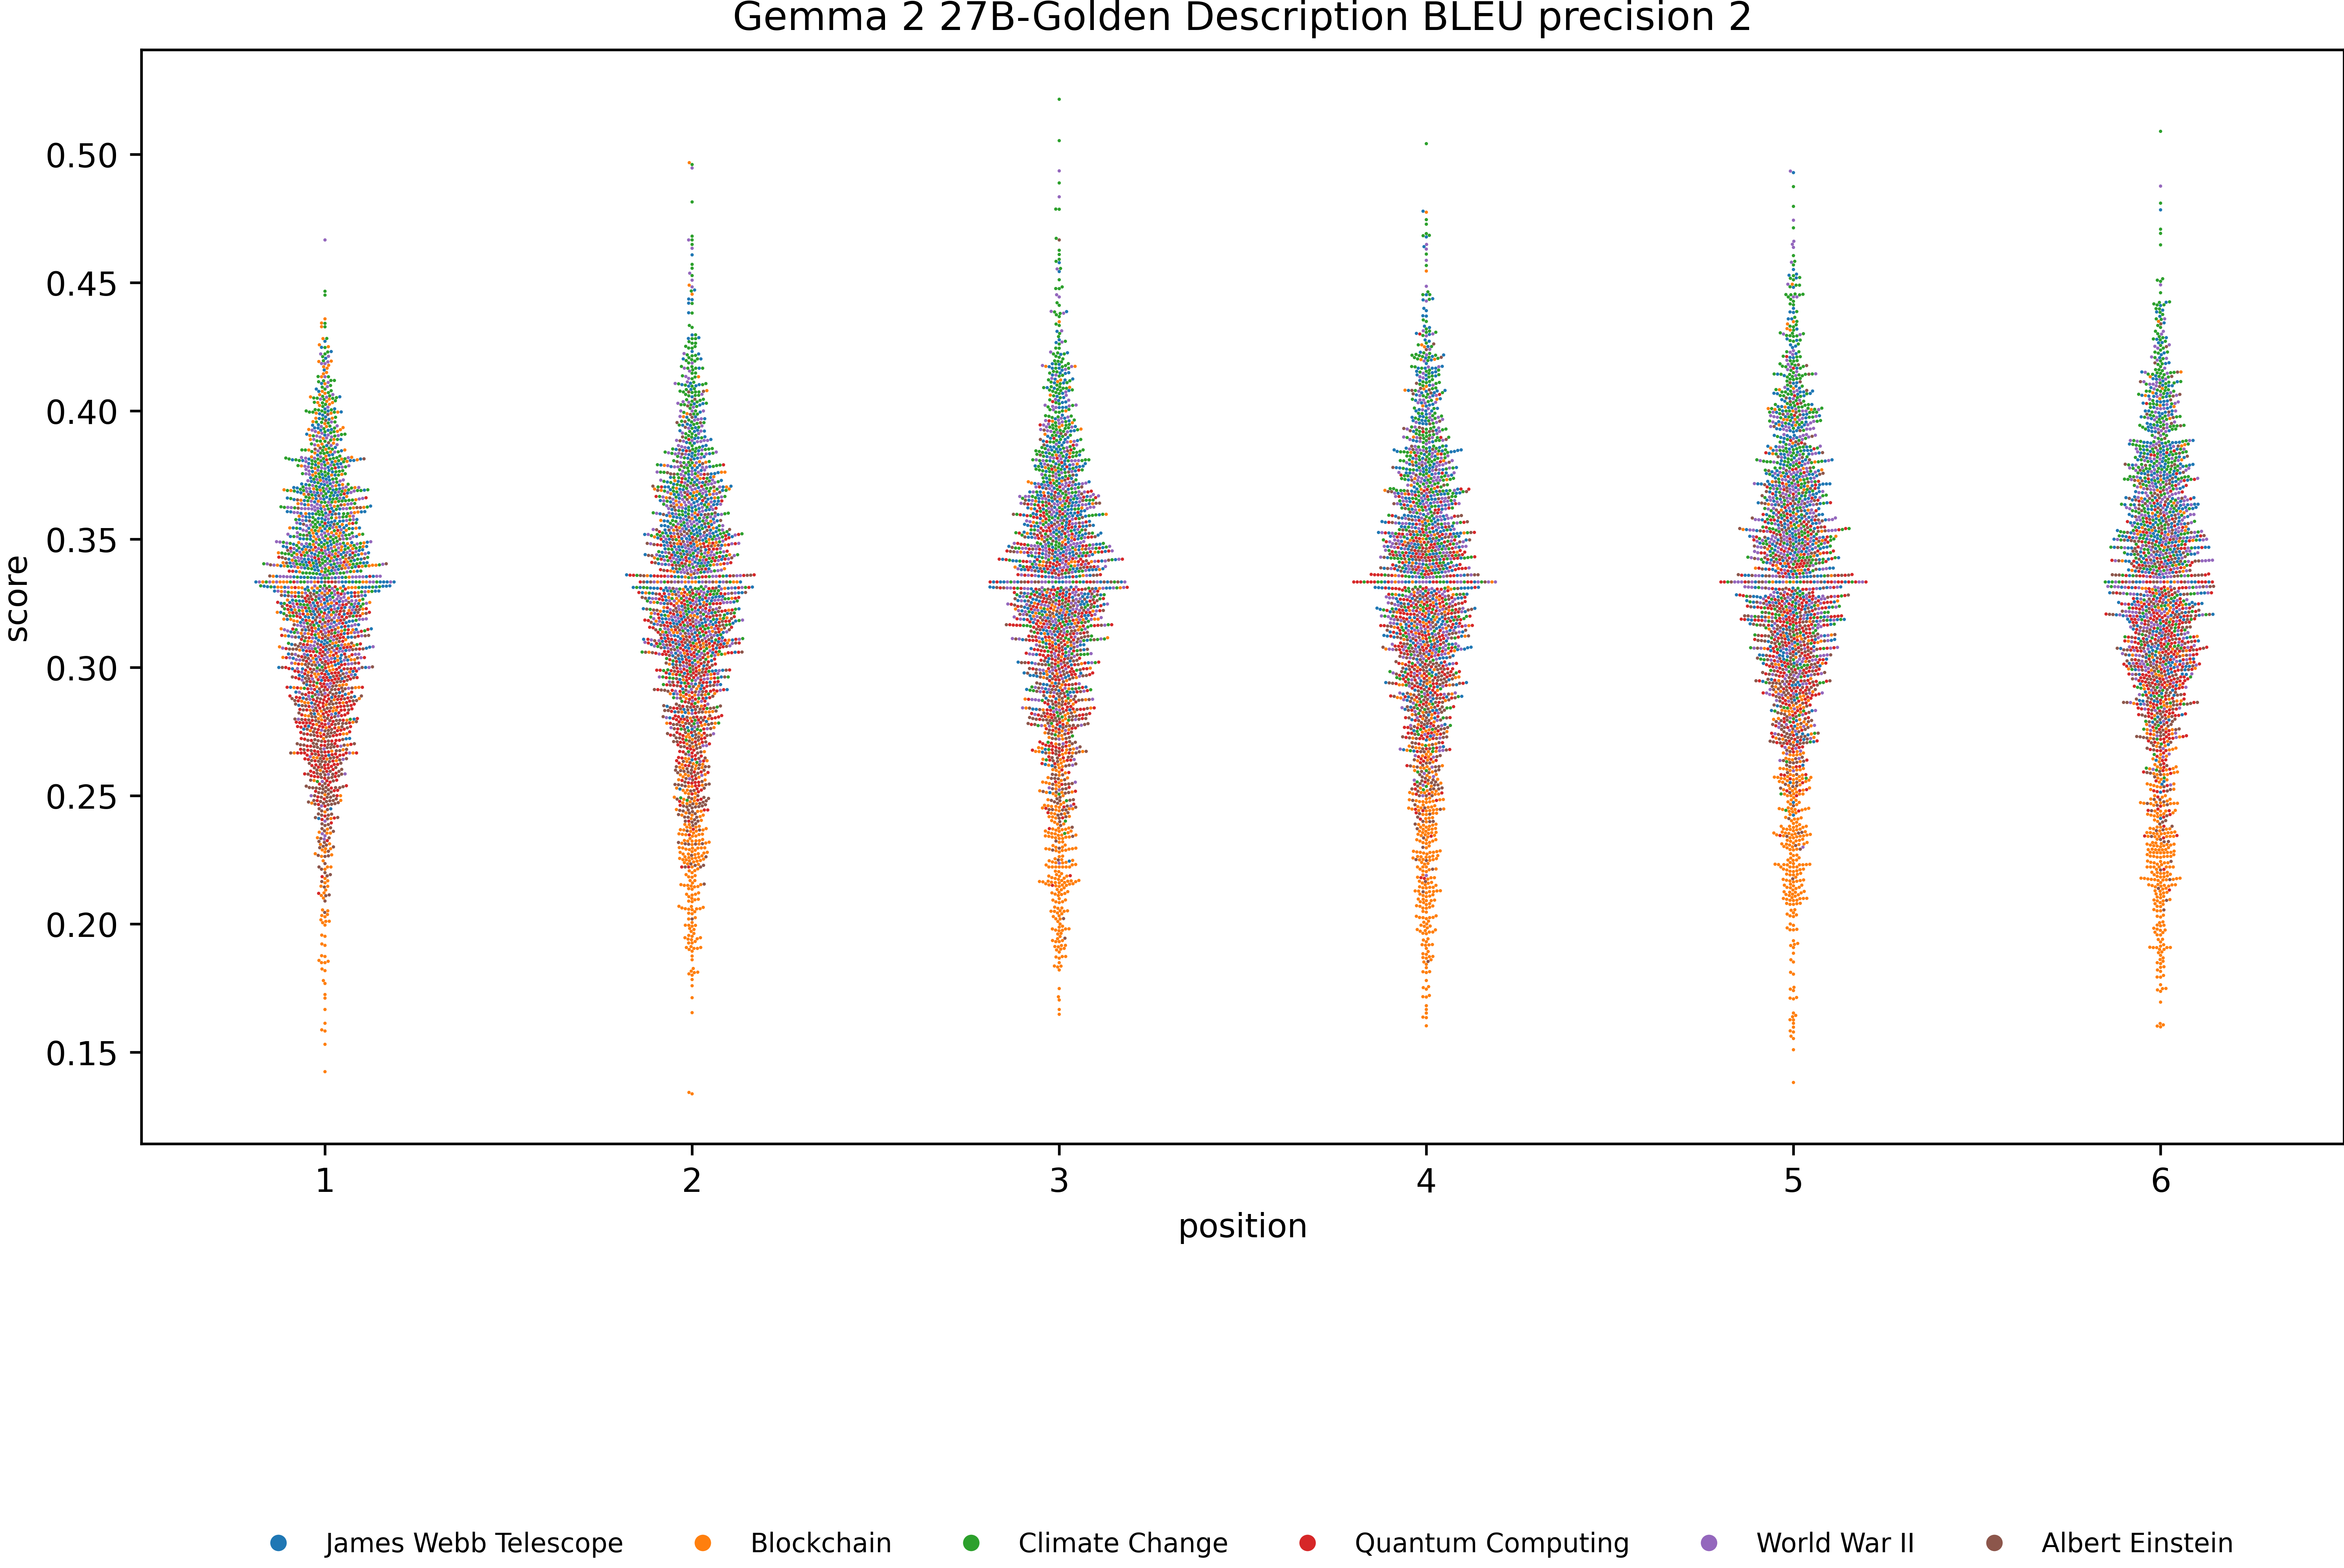 Gemma 2 27B-Golden Description BLEU precision 2
score
0.50
0.45
0.40
0.35
0.30
0.25
0.20
0.15
1 2 3 4 5 6
position
James Webb Telescope Blockchain Climate Change Quantum Computing World War II Albert Einstein